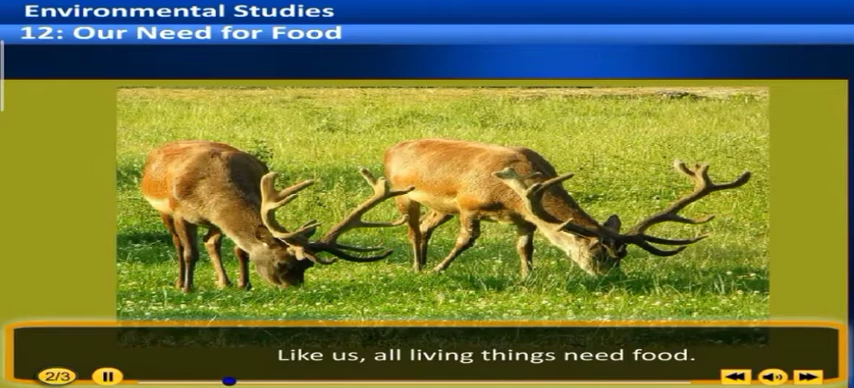 Environmental Studies
12: Our Need for Food
Like us, all living things need food.
2/3